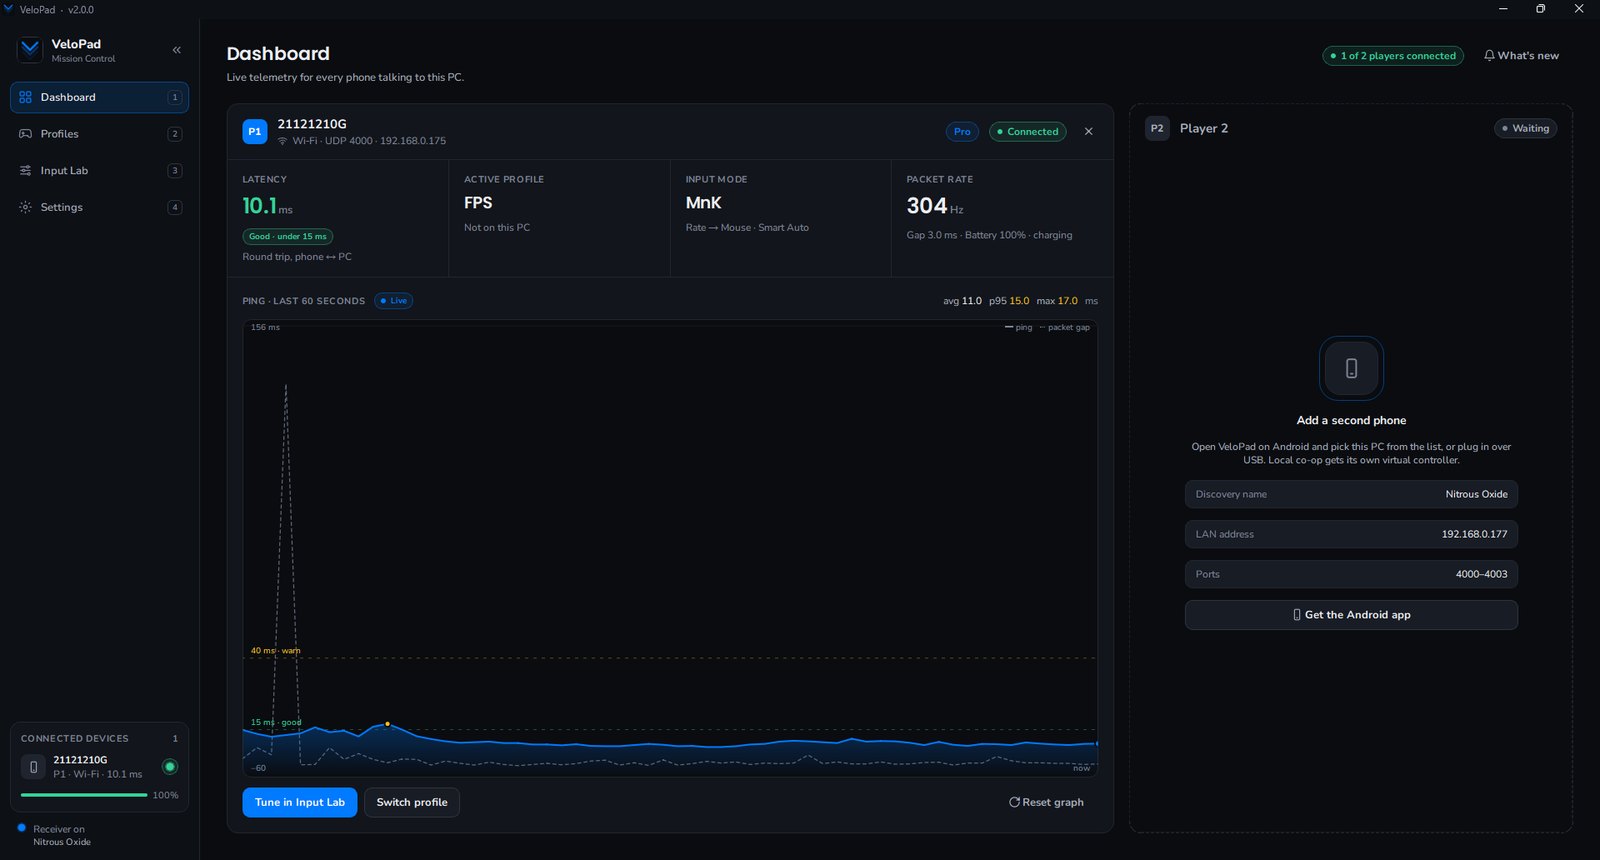 VeloPad · v2.0.0
VeloPad
Mission Control
Dashboard 1
Profiles 2
Input Lab 3
Settings 4
CONNECTED DEVICES 1
21121210G
P1 · Wi-Fi · 10.1 ms
100%
Receiver on
Nitrous Oxide
Dashboard
Live telemetry for every phone talking to this PC.
1 of 2 players connected
What's new
P1
21121210G
Wi-Fi · UDP 4000 · 192.168.0.175
Pro
Connected
LATENCY
10.1 ms
Good · under 15 ms
Round trip, phone ↔ PC
ACTIVE PROFILE
FPS
Not on this PC
INPUT MODE
MnK
Rate → Mouse · Smart Auto
PACKET RATE
304 Hz
Gap 3.0 ms · Battery 100% · charging
PING · LAST 60 SECONDS
Live
avg 11.0 p95 15.0 max 17.0 ms
156 ms
ping packet gap
40 ms · warn
15 ms · good
−60
now
Tune in Input Lab
Switch profile
Reset graph
P2
Player 2
Waiting
Add a second phone
Open VeloPad on Android and pick this PC from the list, or plug in over
USB. Local co-op gets its own virtual controller.
Discovery name Nitrous Oxide
LAN address 192.168.0.177
Ports 4000–4003
Get the Android app